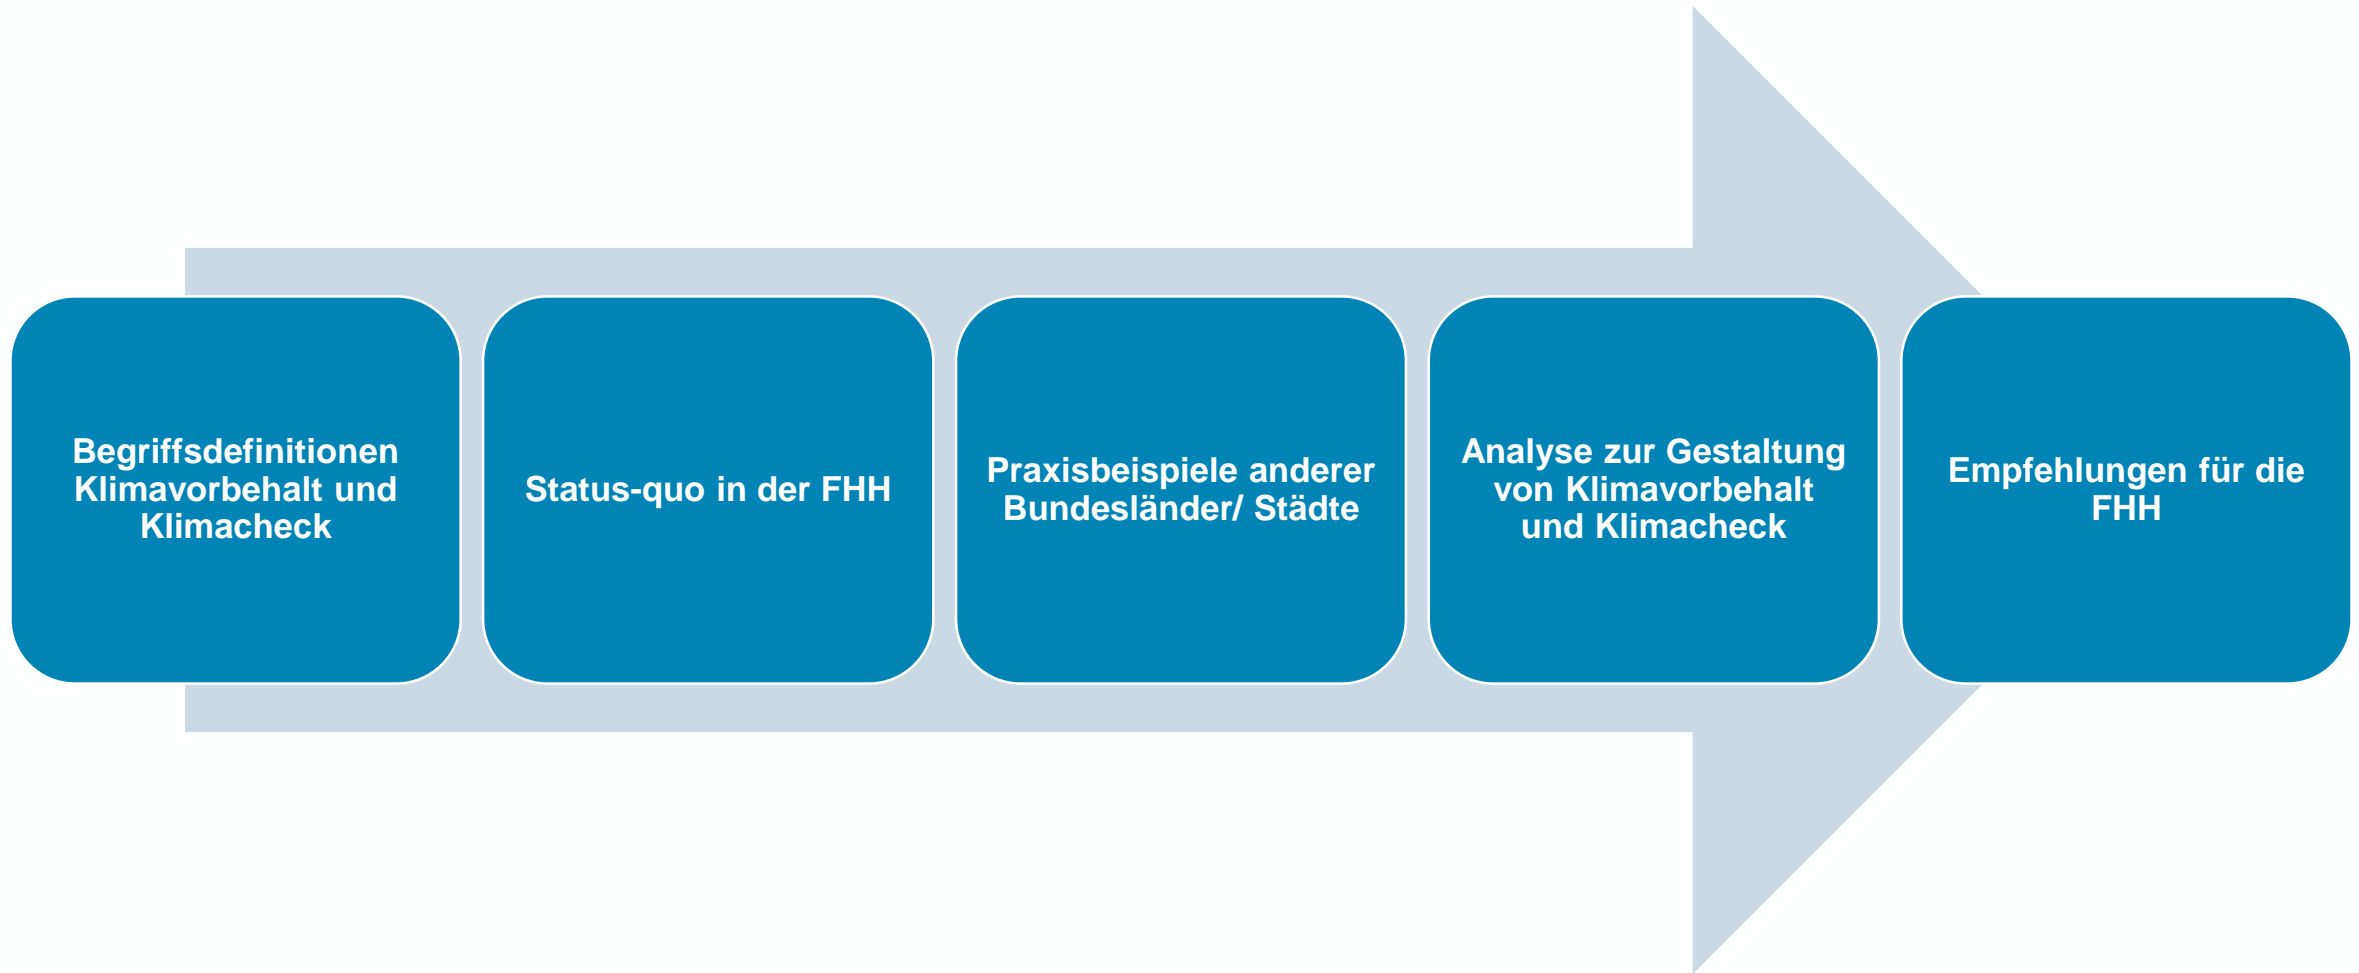 Begriffsdefinitionen
Klimavorbehalt und
Klimacheck
Status-quo in der FHH
Praxisbeispiele anderer
Bundesländer/ Städte
Analyse zur Gestaltung
von Klimavorbehalt
und Klimacheck
Empfehlungen für die
FHH